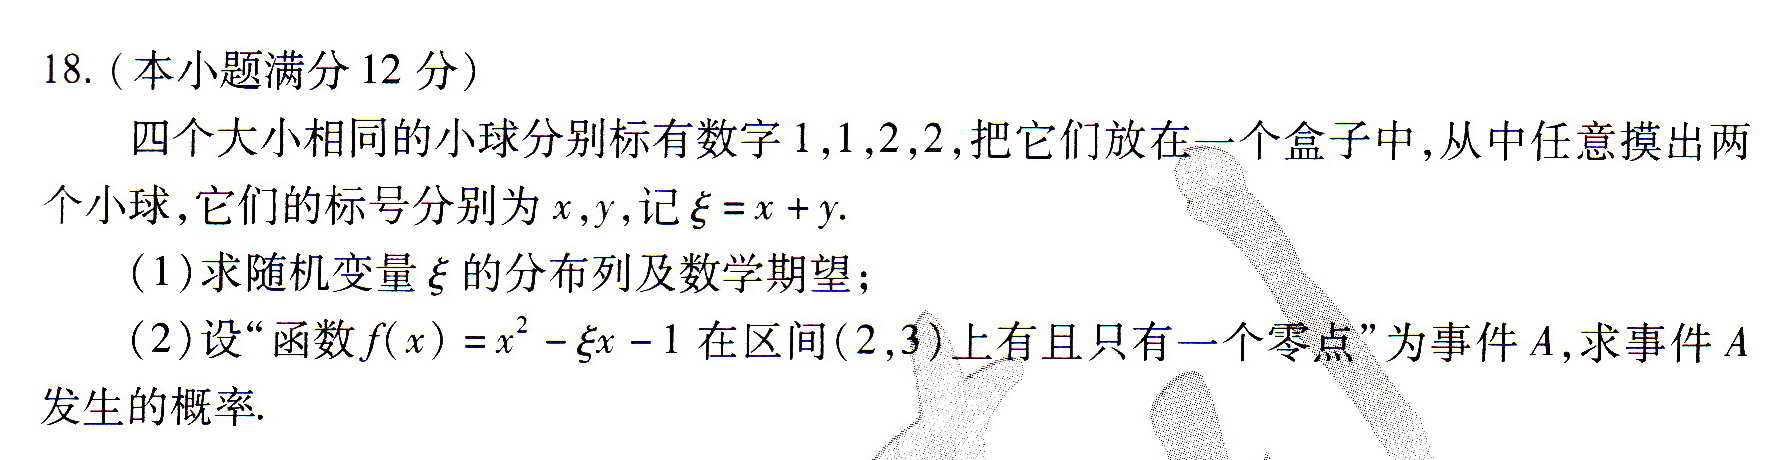 18.(本小题满分 12 分)
四个大小相同的小球分别标有数字 1,1,2,2,把它们放在一个盒子中,从中任意摸出两
个小球,它们的标号分别为 x,y,记 ξ = x + y.
(1)求随机变量 ξ 的分布列及数学期望;
(2)设“函数 f(x) = x² - ξx - 1 在区间(2,3)上有且只有一个零点”为事件 A,求事件 A
发生的概率.